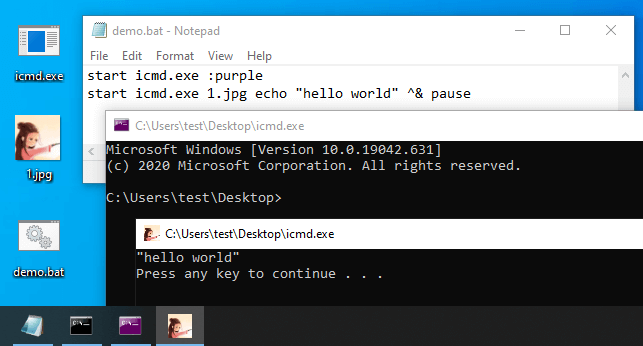 demo.bat - Notepad
File Edit Format View Help
start icmd.exe :purple
start icmd.exe 1.jpg echo "hello world" ^& pause
icmd.exe
C:\Users\test\Desktop\icmd.exe
Microsoft Windows [Version 10.0.19042.631]
(c) 2020 Microsoft Corporation. All rights reserved.
1.jpg
C:\Users\test\Desktop>
C:\Users\test\Desktop\icmd.exe
"hello world"
Press any key to continue . . .
demo.bat